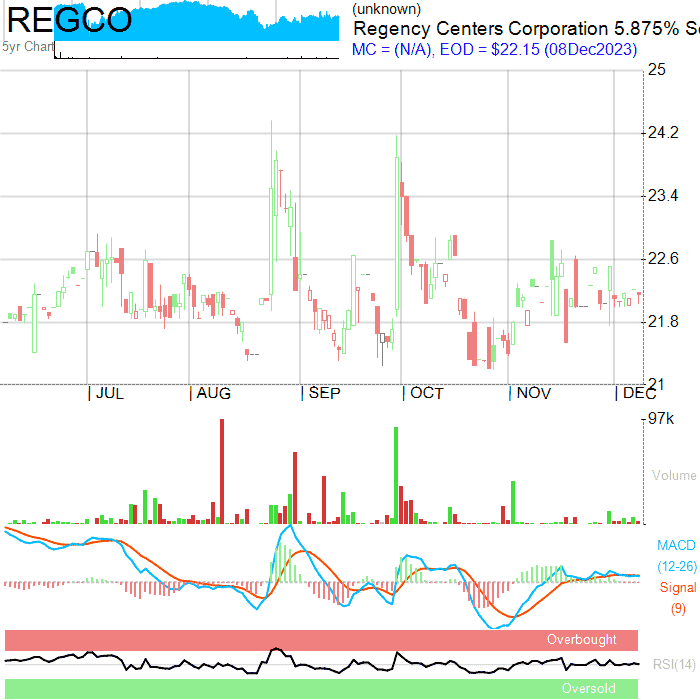 REGCO
(unknown)
Regency Centers Corporation 5.875% Se
5yr Chart
MC = (N/A), EOD = $22.15 (08Dec2023)
25
24.2
23.4
22.6
21.8
21
JUL AUG SEP OCT NOV DEC
97k
Volume
MACD
(12-26)
Signal
(9)
Overbought
RSI(14)
Oversold